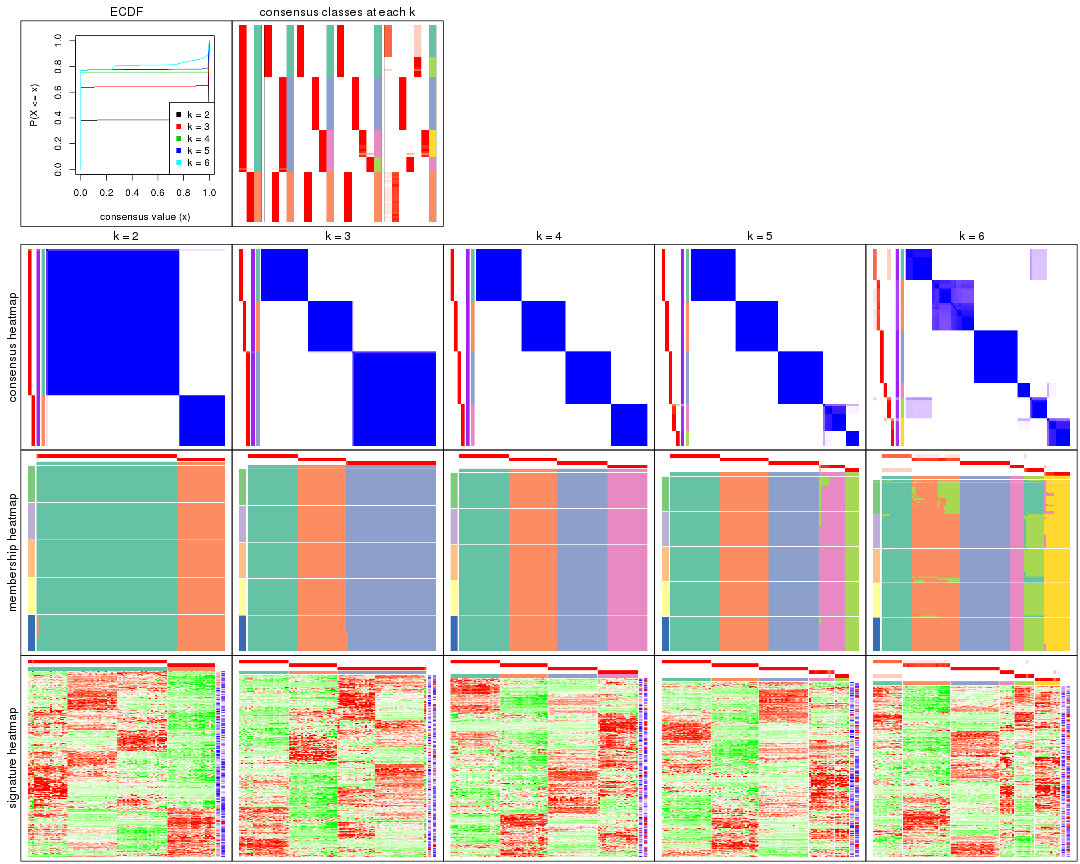 ECDF
consensus classes at each k
P(X <= x)
0.0 0.2 0.4 0.6 0.8 1.0
k = 2
k = 3
k = 4
k = 5
k = 6
0.0 0.2 0.4 0.6 0.8 1.0
consensus value (x)
k = 2
k = 3
k = 4
k = 5
k = 6
consensus heatmap
membership heatmap
signature heatmap